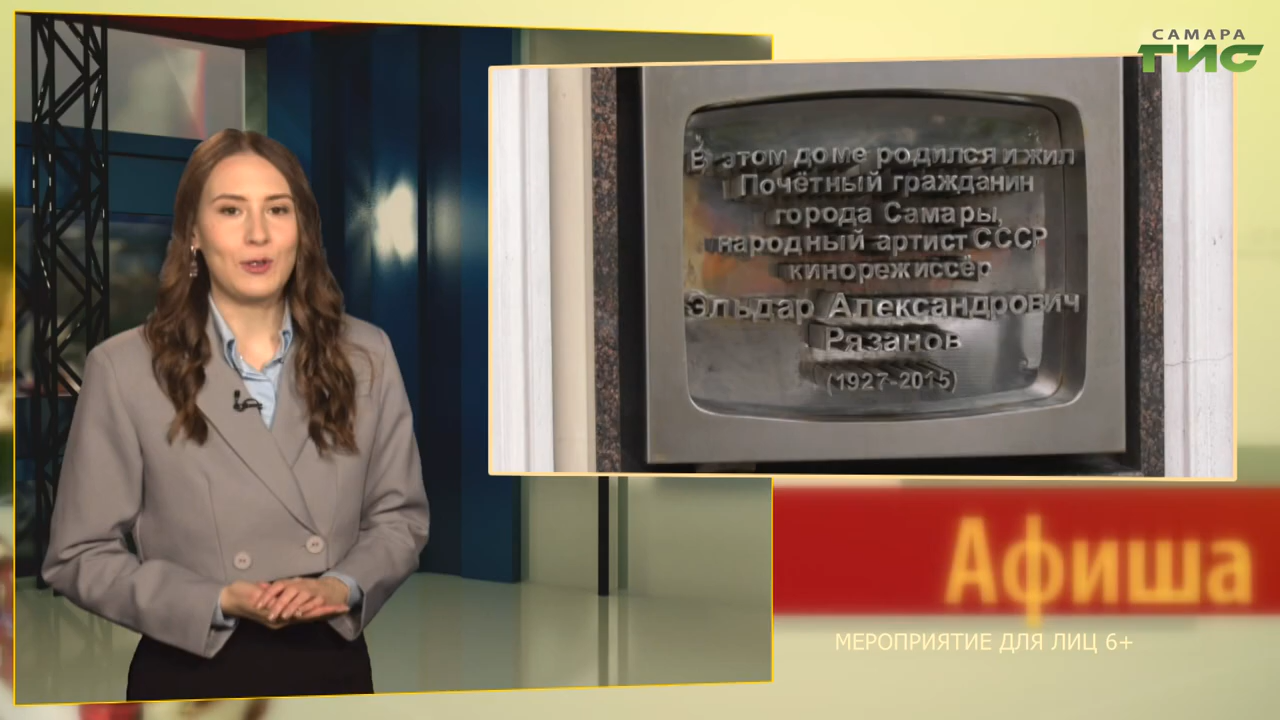 САМАРА
ГИС
В этом доме родился и жил
Почётный гражданин
города Самары,
народный артист СССР
кинорежиссёр
Эльдар Александрович
Рязанов
(1927-2015)
Афиша
МЕРОПРИЯТИЕ ДЛЯ ЛИЦ 6+